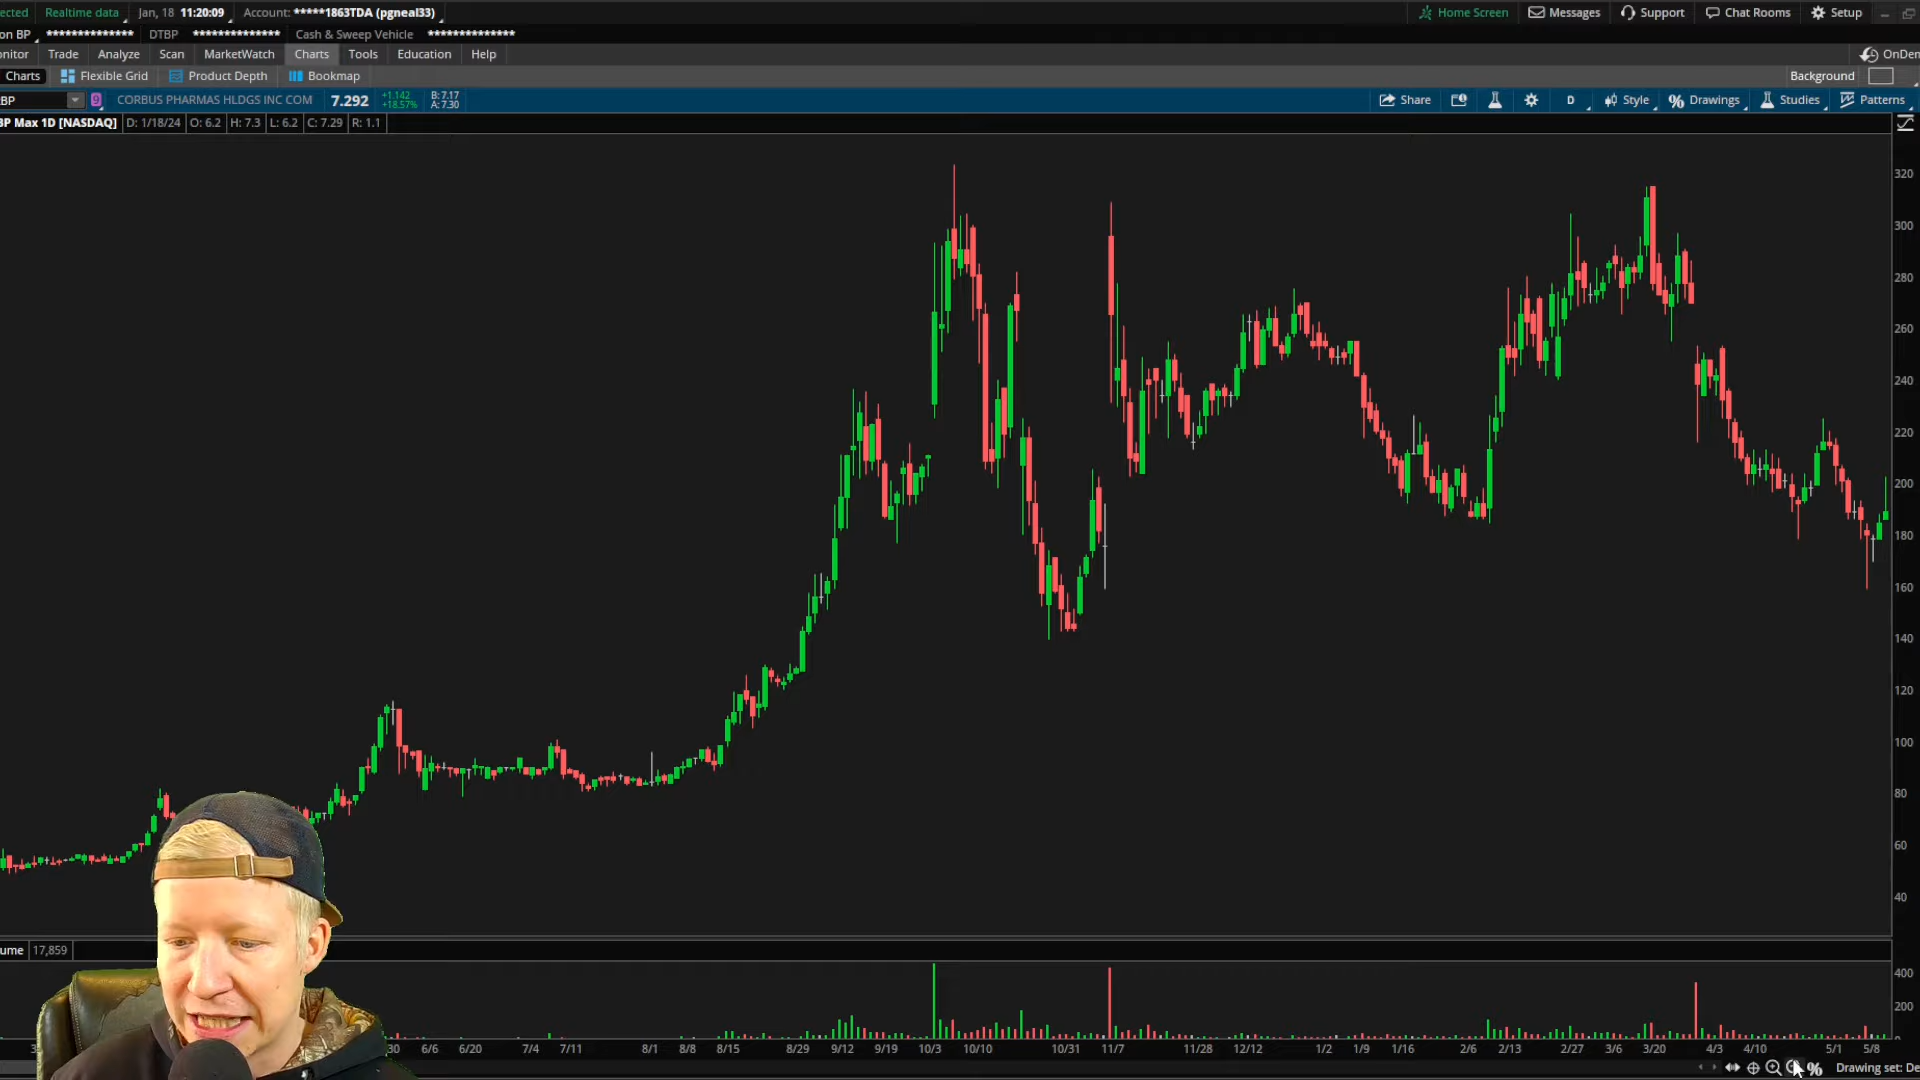 ected Realtime data Jan, 18 11:20:09 Account: *****1863TDA (pgneal33) Home Screen Messages Support Chat Rooms Setup
on BP ************** DTBP ************** Cash & Sweep Vehicle **************
onitor Trade Analyze Scan MarketWatch Charts Tools Education Help OnDen
Charts Flexible Grid Product Depth Bookmap Background
BP 9 CORBUS PHARMAS HLDGS INC COM 7.292 +1.142 +18.57% B: 7.17 A: 7.30 Share D Style Drawings Studies Patterns
BP Max 1D [NASDAQ] D: 1/18/24 O: 6.2 H: 7.3 L: 6.2 C: 7.29 R: 1.1
320
300
280
260
240
220
200
180
160
140
120
100
80
60
40
ume 17,859
400
200
30 6/6 6/20 7/4 7/11 8/1 8/8 8/15 8/29 9/12 9/19 10/3 10/10 10/31 11/7 11/28 12/12 1/2 1/9 1/16 2/6 2/13 2/27 3/6 3/20 4/3 4/10 5/1 5/8
% Drawing set: De